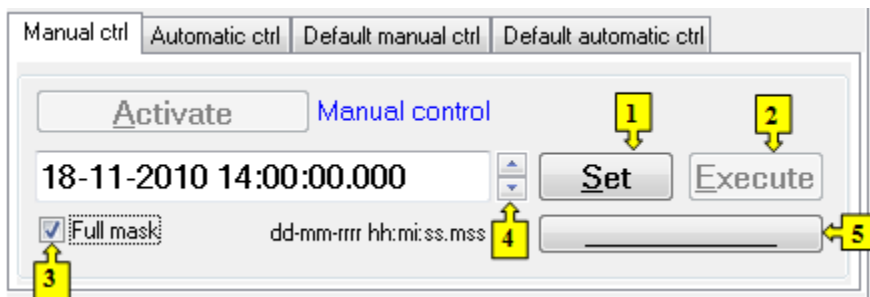 Manual ctrl Automatic ctrl Default manual ctrl Default automatic ctrl
Activate Manual control 1 2
18-11-2010 14:00:00.000 Set Execute
Full mask dd-mm-rrrr hh:mi:ss.mss 4 5
3